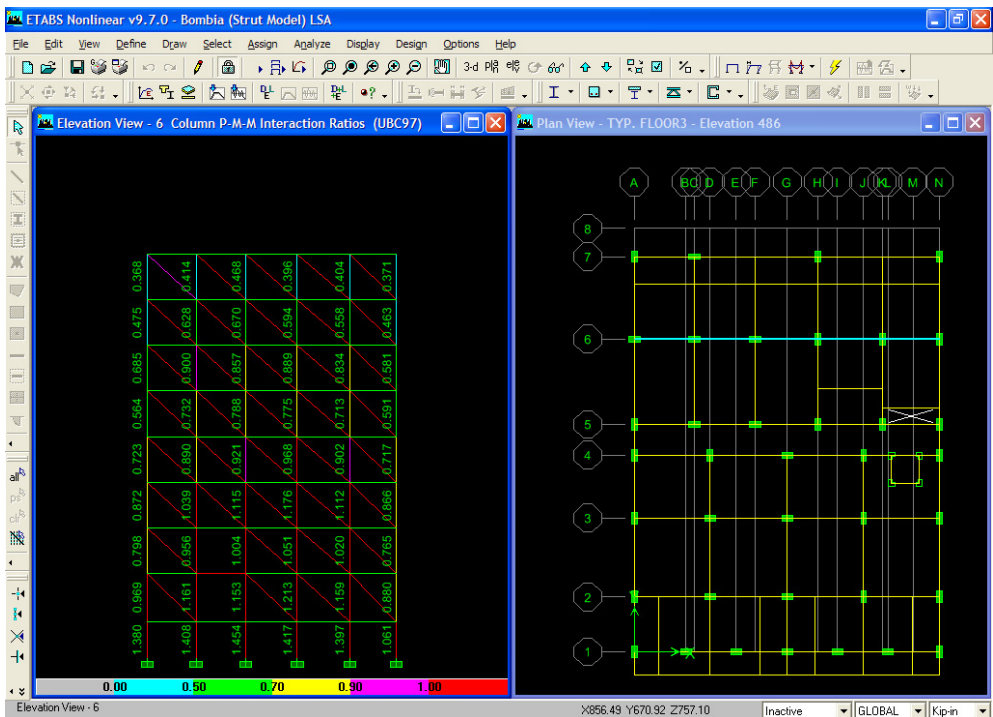 ETABS Nonlinear v9.7.0 - Bombia (Strut Model) LSA
File Edit View Define Draw Select Assign Analyze Display Design Options Help
3-d
Elevation View - 6 Column P-M-M Interaction Ratios (UBC97)
Plan View - TYP. FLOOR3 - Elevation 486
0.368 0.414 0.468 0.396 0.404 0.371
0.475 0.628 0.670 0.594 0.558 0.463
0.685 0.900 0.857 0.889 0.834 0.581
0.564 0.732 0.788 0.775 0.713 0.591
0.723 0.890 0.921 0.968 0.902 0.717
0.872 1.039 1.115 1.176 1.112 0.866
0.798 0.956 1.004 1.051 1.020 0.765
0.969 1.161 1.153 1.213 1.159 0.880
1.380 1.408 1.454 1.417 1.397 1.061
0.00 0.50 0.70 0.90 1.00
A B C D E F G H I J K L M N
8
7
6
5
4
3
2
1
X
all
Elevation View - 6
X856.49 Y670.92 Z757.10
Inactive
GLOBAL
Kip-in